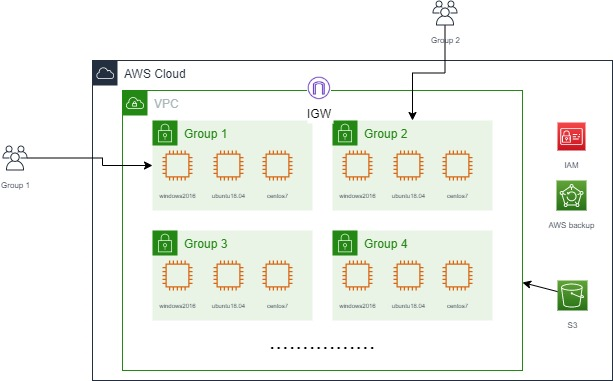 Group 2
AWS Cloud
VPC
IGW
Group 1
Group 2
windows2016
ubuntu18.04
centos7
windows2016
ubuntu18.04
centos7
Group 1
IAM
AWS backup
Group 3
Group 4
windows2016
ubuntu18.04
centos7
windows2016
ubuntu18.04
centos7
S3
................